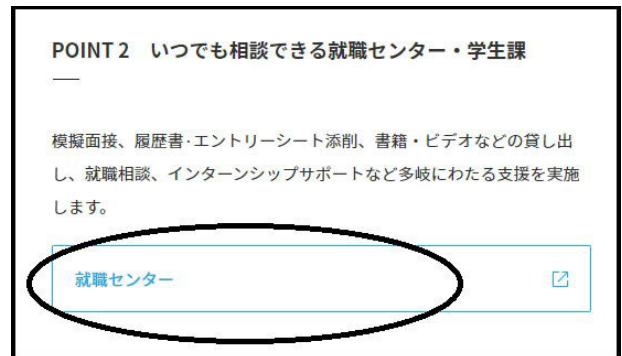 POINT 2　いつでも相談できる就職センター・学生課
模擬面接、履歴書·エントリーシート添削、書籍・ビデオなどの貸し出
し、就職相談、インターンシップサポートなど多岐にわたる支援を実施
します。
就職センター